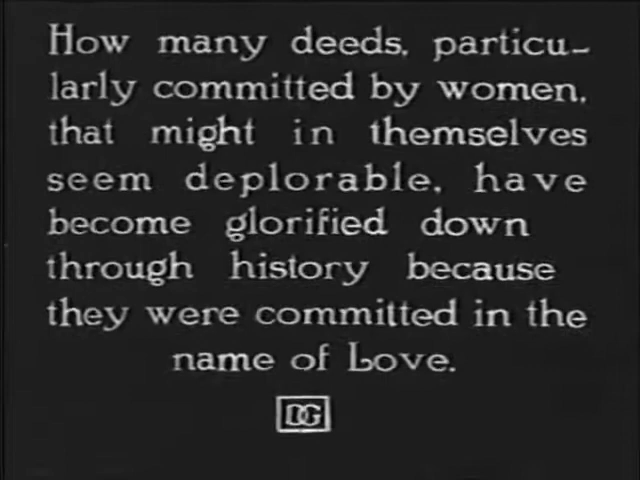 How many deeds, particu-
larly committed by women,
that might in themselves
seem deplorable, have
become glorified down
through history because
they were committed in the
name of Love.
DG